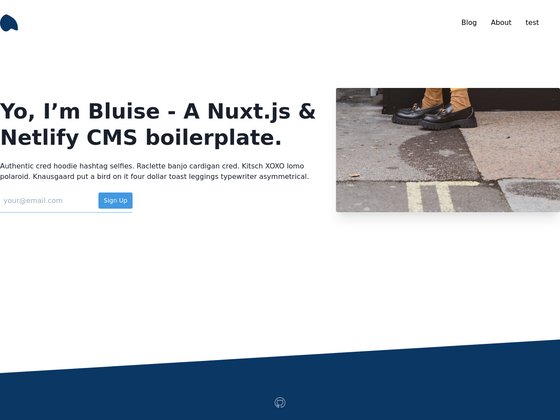 Blog About test
Yo, I’m Bluise - A Nuxt.js &
Netlify CMS boilerplate.
Authentic cred hoodie hashtag selfies. Raclette banjo cardigan cred. Kitsch XOXO lomo
polaroid. Knausgaard put a bird on it four dollar toast leggings typewriter asymmetrical.
your@email.com Sign Up